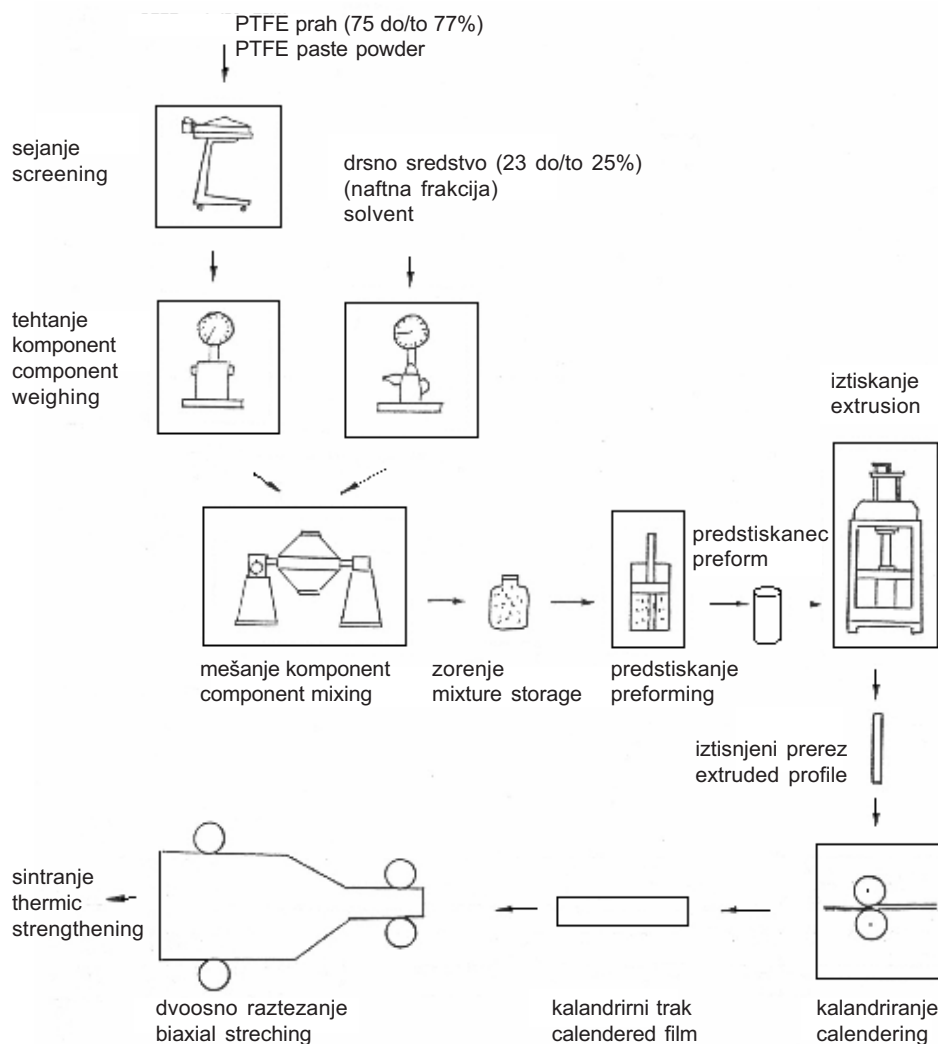 PTFE prah (75 do/to 77%)
PTFE paste powder
sejanje
screening
drsno sredstvo (23 do/to 25%)
(naftna frakcija)
solvent
tehtanje
komponent
component
weighing
iztiskanje
extrusion
predstiskanec
preform
mešanje komponent
component mixing
zorenje
mixture storage
predstiskanje
preforming
iztisnjeni prerez
extruded profile
sintranje
thermic
strengthening
dvoosno raztezanje
biaxial streching
kalandrirni trak
calendered film
kalandriranje
calendering